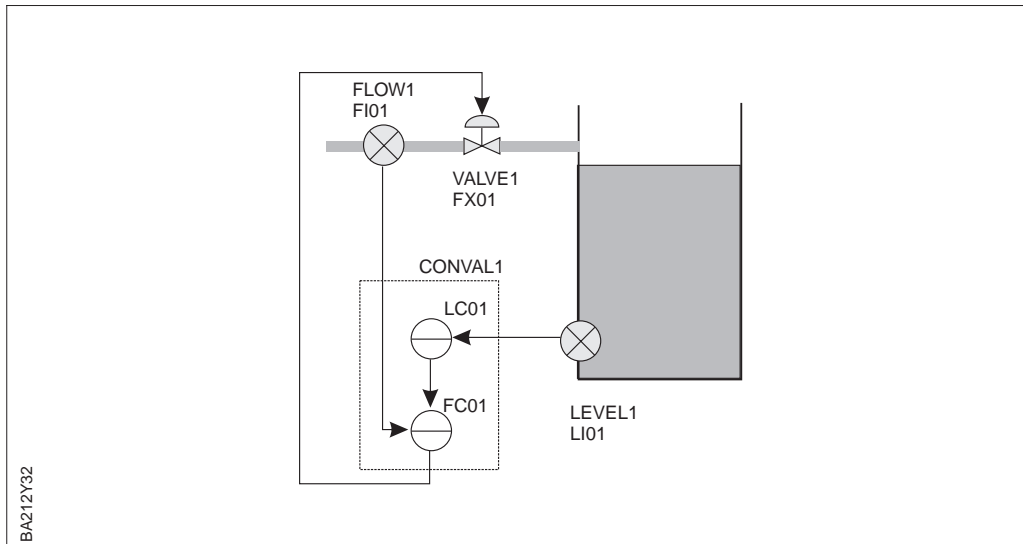 FLOW1
FI01
VALVE1
FX01
CONVAL1
LC01
FC01
LEVEL1
LI01
BA212Y32